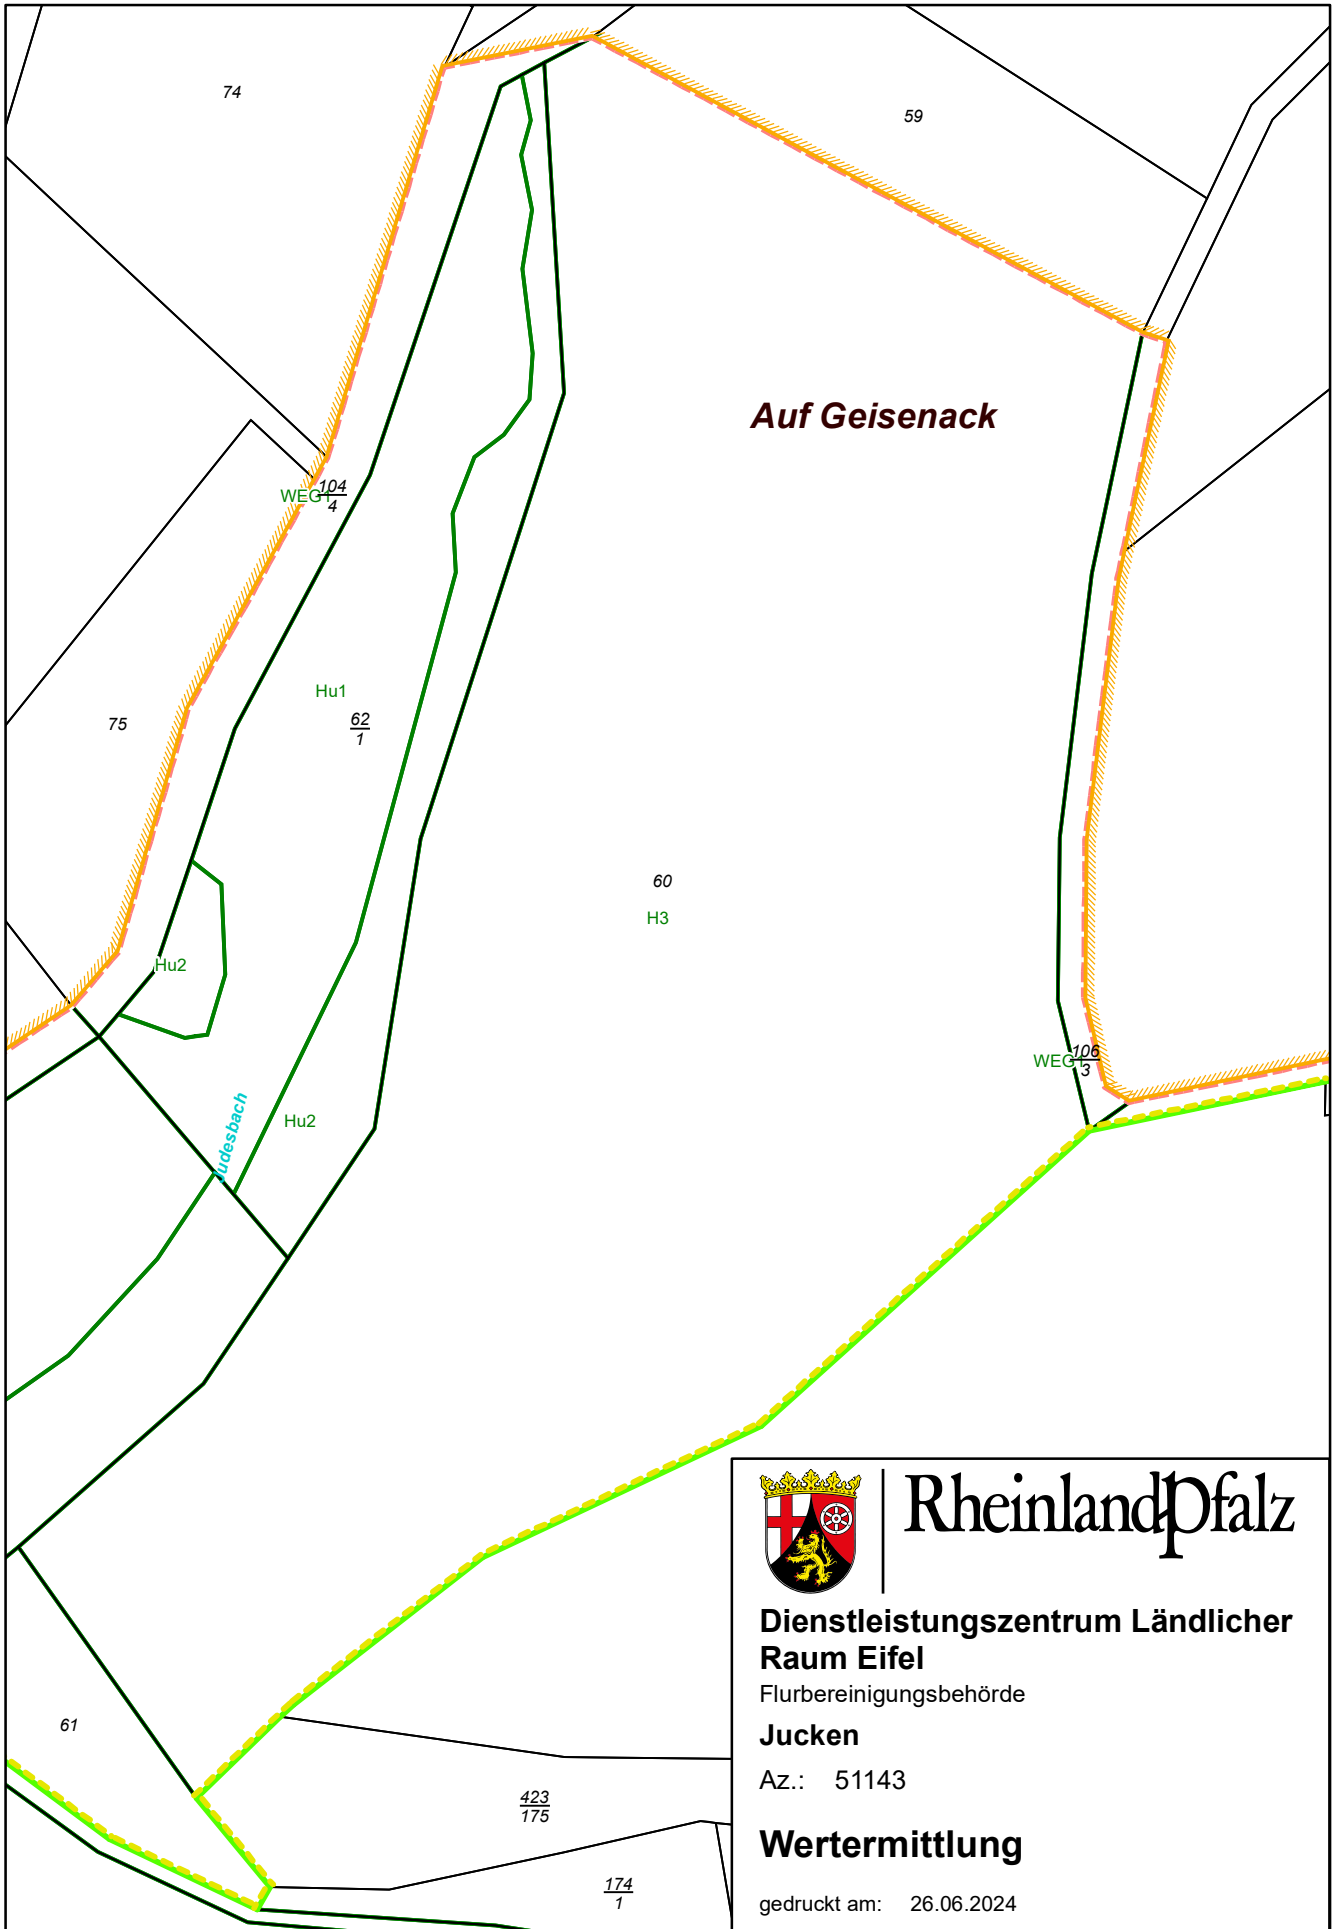 74
59
Auf Geisenack
WEG1
104
4
Hu1
62
1
75
60
H3
Hu2
WEG1
106
3
Hu2
Judesbach
61
423
175
174
1
RheinlandPfalz
Dienstleistungszentrum Ländlicher
Raum Eifel
Flurbereinigungsbehörde
Jucken
Az.: 51143
Wertermittlung
gedruckt am: 26.06.2024